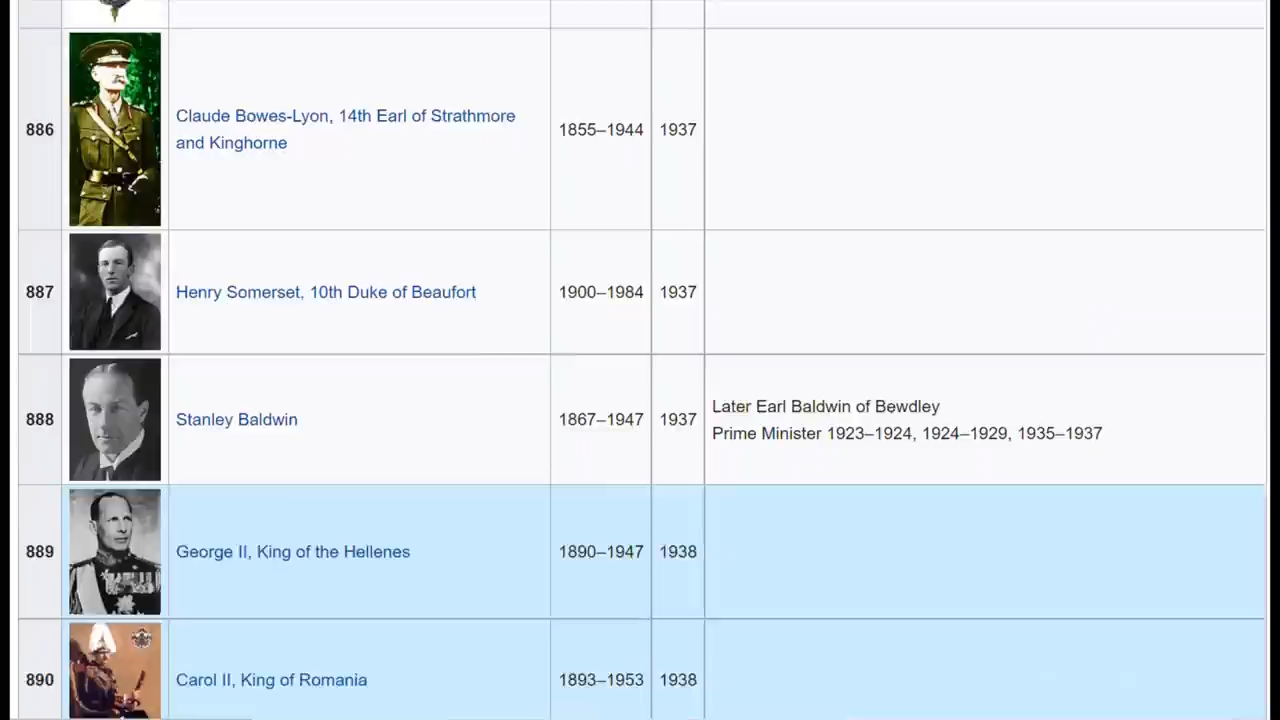 886
Claude Bowes-Lyon, 14th Earl of Strathmore
and Kinghorne
1855–1944
1937
887
Henry Somerset, 10th Duke of Beaufort
1900–1984
1937
888
Stanley Baldwin
1867–1947
1937
Later Earl Baldwin of Bewdley
Prime Minister 1923–1924, 1924–1929, 1935–1937
889
George II, King of the Hellenes
1890–1947
1938
890
Carol II, King of Romania
1893–1953
1938